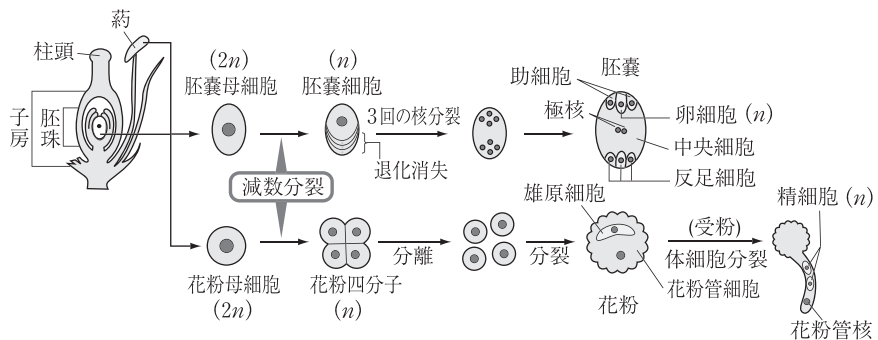 葯
柱頭
子房
胚珠
(2n)
胚嚢母細胞
(n)
胚嚢細胞
3回の核分裂
退化消失
胚嚢
助細胞
極核
卵細胞 (n)
中央細胞
反足細胞
減数分裂
花粉母細胞
(2n)
花粉四分子
(n)
分離
分裂
雄原細胞
花粉管細胞
花粉
(受粉)
体細胞分裂
精細胞 (n)
花粉管核